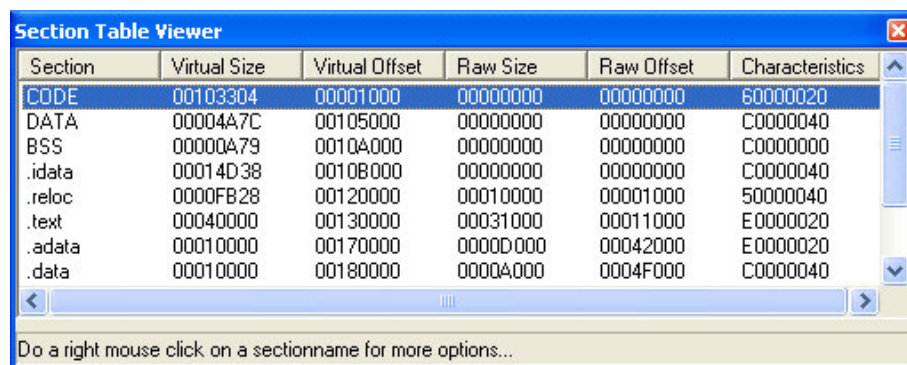 Section Table Viewer
Section Virtual Size Virtual Offset Raw Size Raw Offset Characteristics
CODE 00103304 00001000 00000000 00000000 60000020
DATA 00004A7C 00105000 00000000 00000000 C0000040
BSS 00000A79 0010A000 00000000 00000000 C0000000
.idata 00014D38 0010B000 00000000 00000000 C0000040
.reloc 0000FB28 00120000 00010000 00001000 50000040
.text 00040000 00130000 00031000 00011000 E0000020
.adata 00010000 00170000 0000D000 00042000 E0000020
.data 00010000 00180000 0000A000 0004F000 C0000040
Do a right mouse click on a sectionname for more options...